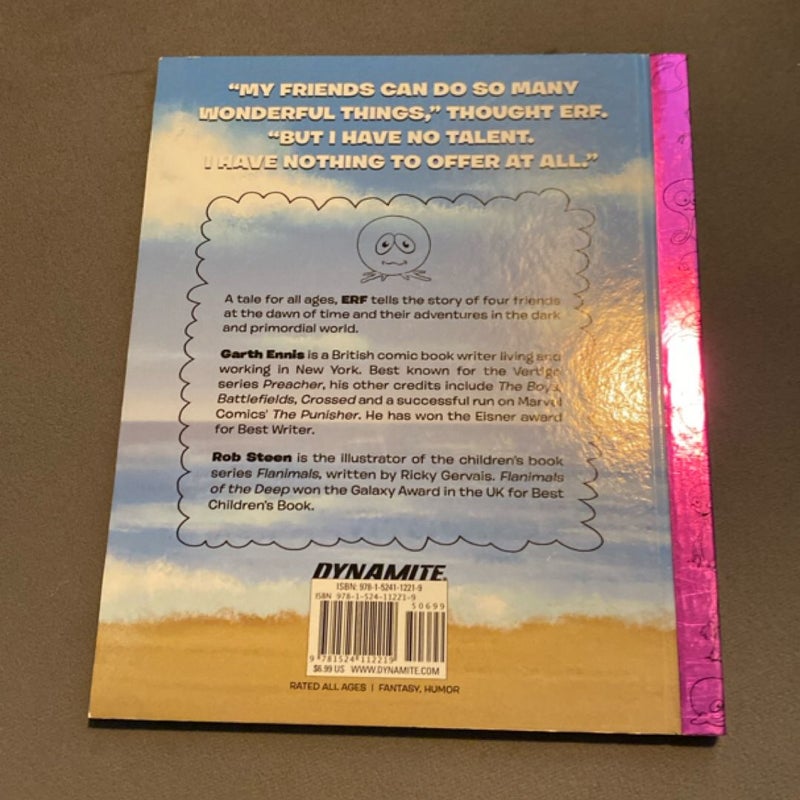 “MY FRIENDS CAN DO SO MANY
WONDERFUL THINGS,” THOUGHT ERF.
“BUT I HAVE NO TALENT.
I HAVE NOTHING TO OFFER AT ALL.”
A tale for all ages, ERF tells the story of four friends
at the dawn of time and their adventures in the dark
and primordial world.
Garth Ennis is a British comic book writer living and
working in New York. Best known for the Vertigo
series Preacher, his other credits include The Boys,
Battlefields, Crossed and a successful run on Marvel
Comics' The Punisher. He has won the Eisner award
for Best Writer.
Rob Steen is the illustrator of the children's book
series Flanimals, written by Ricky Gervais. Flanimals
of the Deep won the Galaxy Award in the UK for Best
Children's Book.
DYNAMITE.
ISBN: 978-1-5241-1221-9
ISBN 978-1-524-11221-9
50699
9 781524 112219
$6.99 US WWW.DYNAMITE.COM
RATED ALL AGES | FANTASY, HUMOR